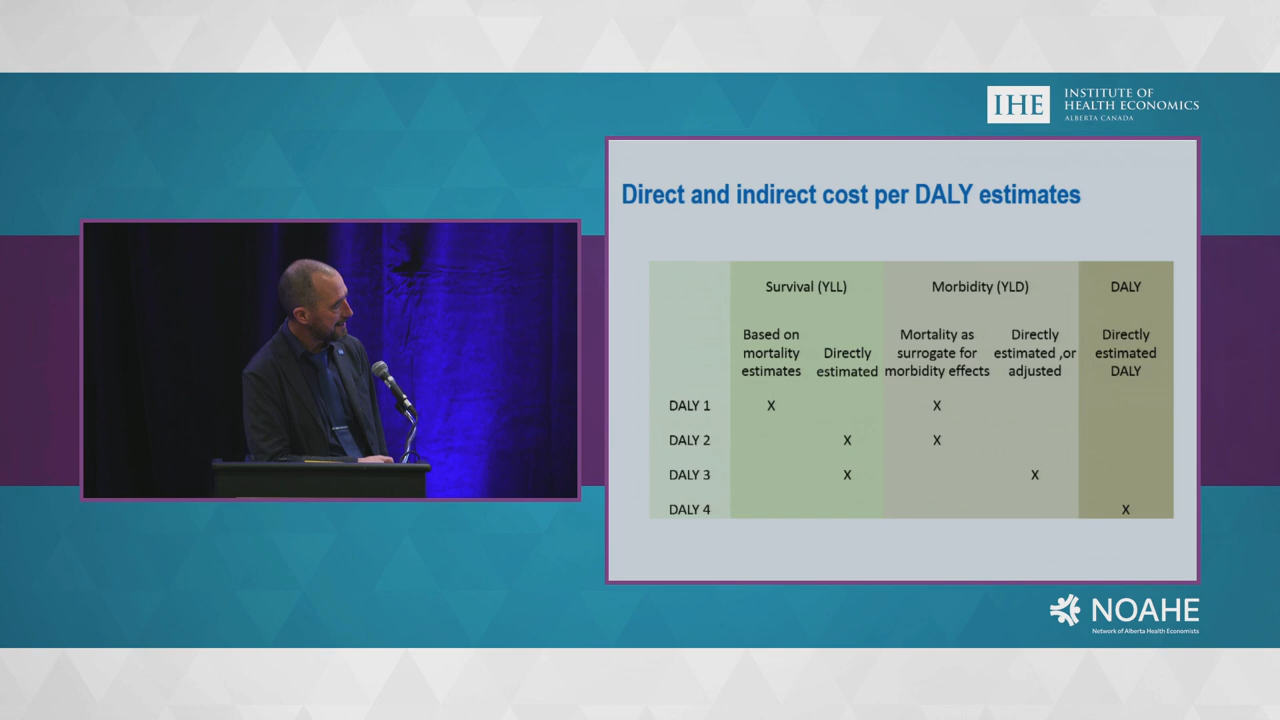 IHE
INSTITUTE OF
HEALTH ECONOMICS
ALBERTA CANADA
Direct and indirect cost per DALY estimates
Survival (YLL) Morbidity (YLD) DALY
Based on mortality estimates
Directly estimated
Mortality as surrogate for morbidity effects
Directly estimated ,or adjusted
Directly estimated DALY
DALY 1 X X
DALY 2 X X
DALY 3 X X
DALY 4 X
NOAHE
Network of Alberta Health Economists